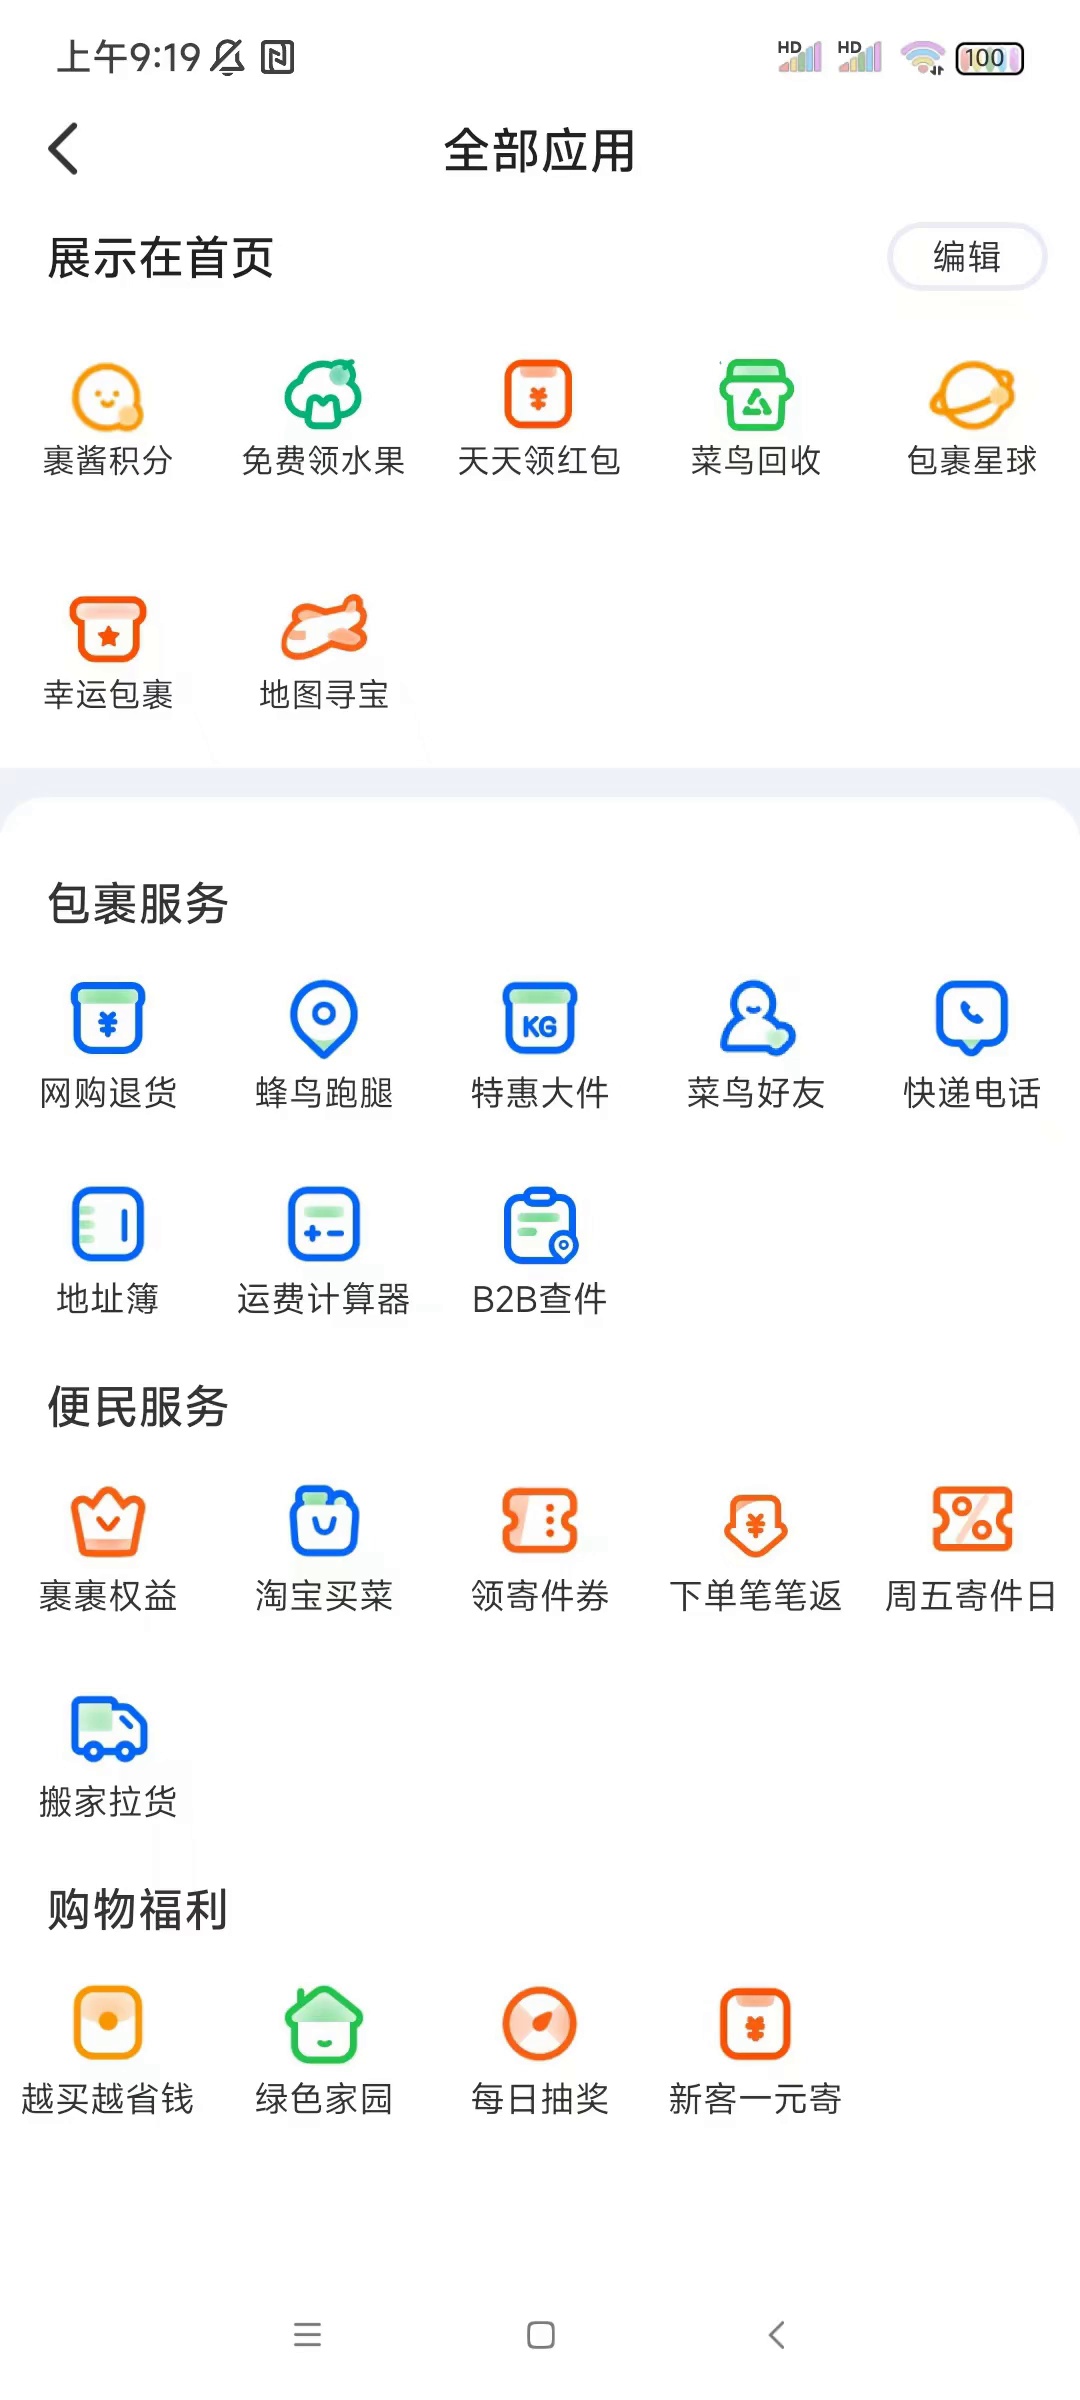 上午9:19
HD HD 100
全部应用
展示在首页 编辑
裹酱积分 免费领水果 天天领红包 菜鸟回收 包裹星球
幸运包裹 地图寻宝
包裹服务
¥ KG
网购退货 蜂鸟跑腿 特惠大件 菜鸟好友 快递电话
地址簿 运费计算器 B2B查件
便民服务
裹裹权益 淘宝买菜 领寄件券 下单笔笔返 周五寄件日
搬家拉货
购物福利
越买越省钱 绿色家园 每日抽奖 新客一元寄